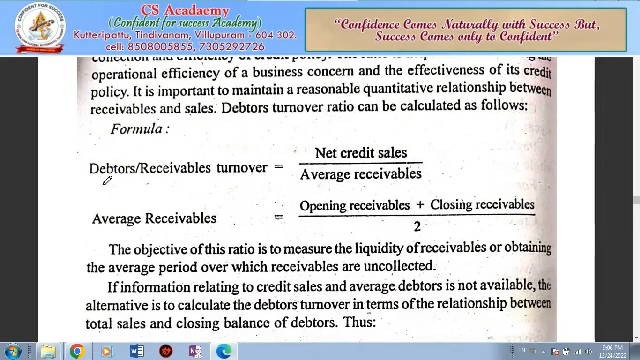 CS Acadaemy
(Confident for success Academy)
Kutteripattu, Tindivanam, Villupuram - 604 302.
cell: 8508005855, 7305292726
"Confidence Comes Naturally with Success But,
Success Comes only to Confident"
operational efficiency of a business concern and the effectiveness of its credit
policy. It is important to maintain a reasonable quantitative relationship between
receivables and sales. Debtors turnover ratio can be calculated as follows:
Formula :
Debtors/Receivables turnover = Net credit sales
Average receivables
Average Receivables = Opening receivables + Closing receivables
2
The objective of this ratio is to measure the liquidity of receivables or obtaining
the average period over which receivables are uncollected.
If information relating to credit sales and average debtors is not available, the
alternative is to calculate the debtors turnover in terms of the relationship between
total sales and closing balance of debtors. Thus: